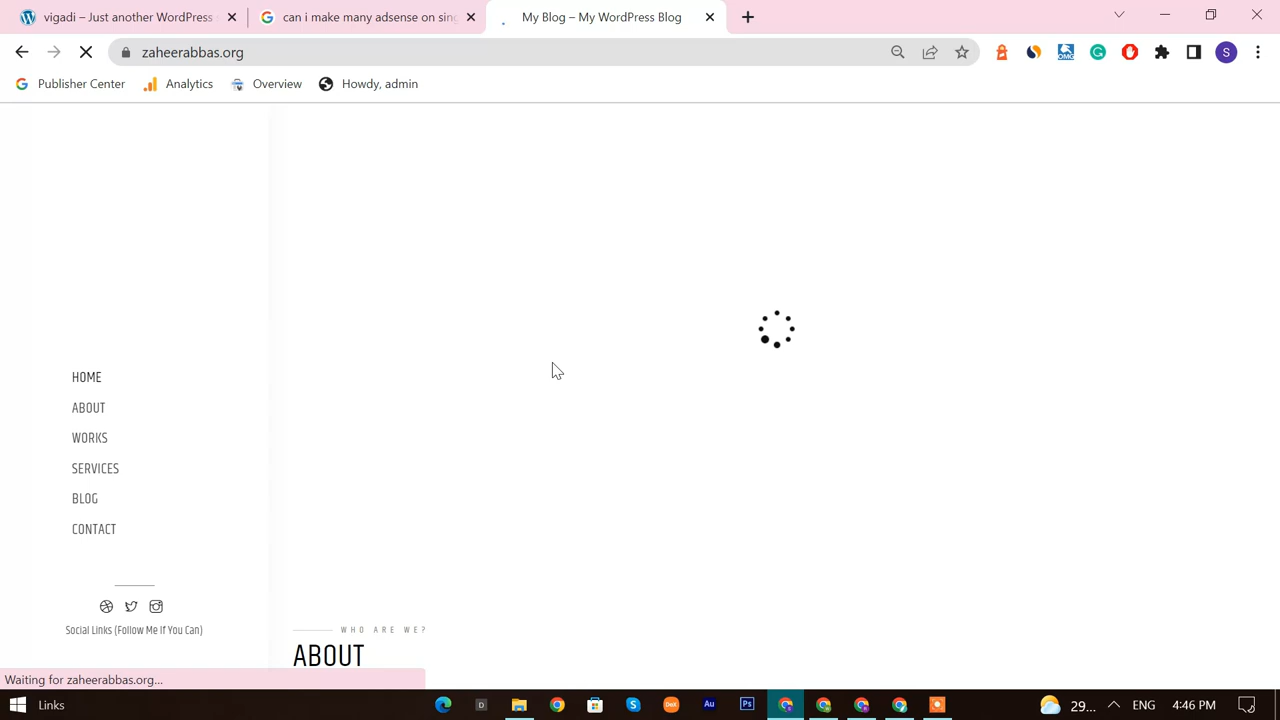 vigadi – Just another WordPress s
can i make many adsense on sing
My Blog – My WordPress Blog
zaheerabbas.org
S
Publisher Center
Analytics
Overview
Howdy, admin
HOME
ABOUT
WORKS
SERVICES
BLOG
CONTACT
Social Links (Follow Me If You Can)
WHO ARE WE?
ABOUT
Waiting for zaheerabbas.org...
Links
29...
ENG
4:46 PM